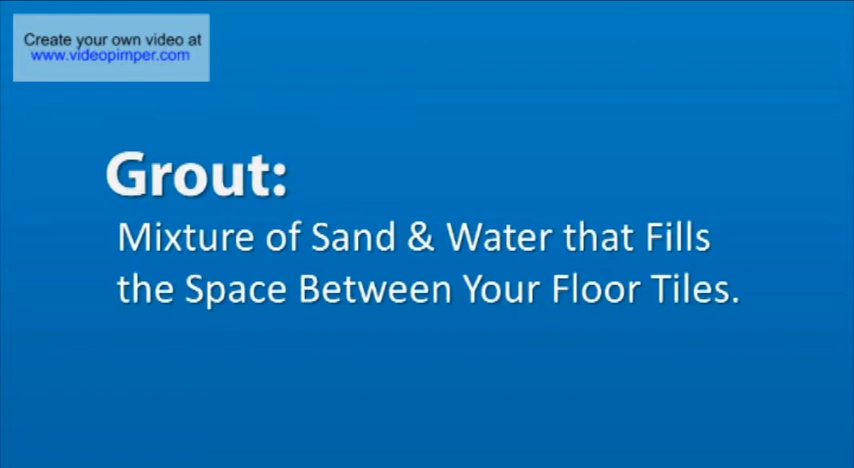 Create your own video at
www.videopimper.com
Grout:
Mixture of Sand & Water that Fills
the Space Between Your Floor Tiles.